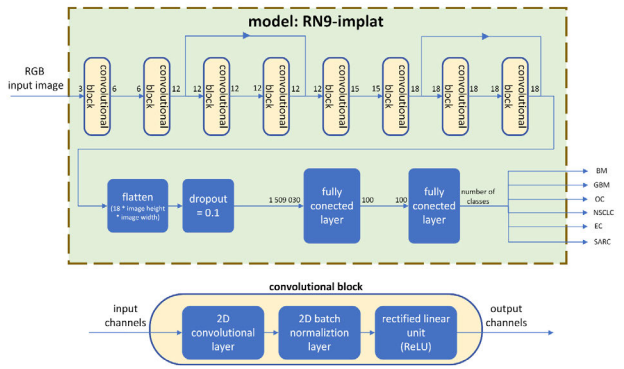 model: RN9-implat
RGB
input image
3 convolutional block 6
6 convolutional block 12
12 convolutional block 12
12 convolutional block 12
12 convolutional block 15
15 convolutional block 18
18 convolutional block 18
18 convolutional block 18
flatten
(18 * image height
* image width)
dropout
= 0.1
1 509 030
fully
conected
layer
100
100
fully
conected
layer
number of
classes
BM
GBM
OC
NSCLC
EC
SARC
convolutional block
input
channels
2D
convolutional
layer
2D batch
normaliztion
layer
rectified linear
unit
(ReLU)
output
channels